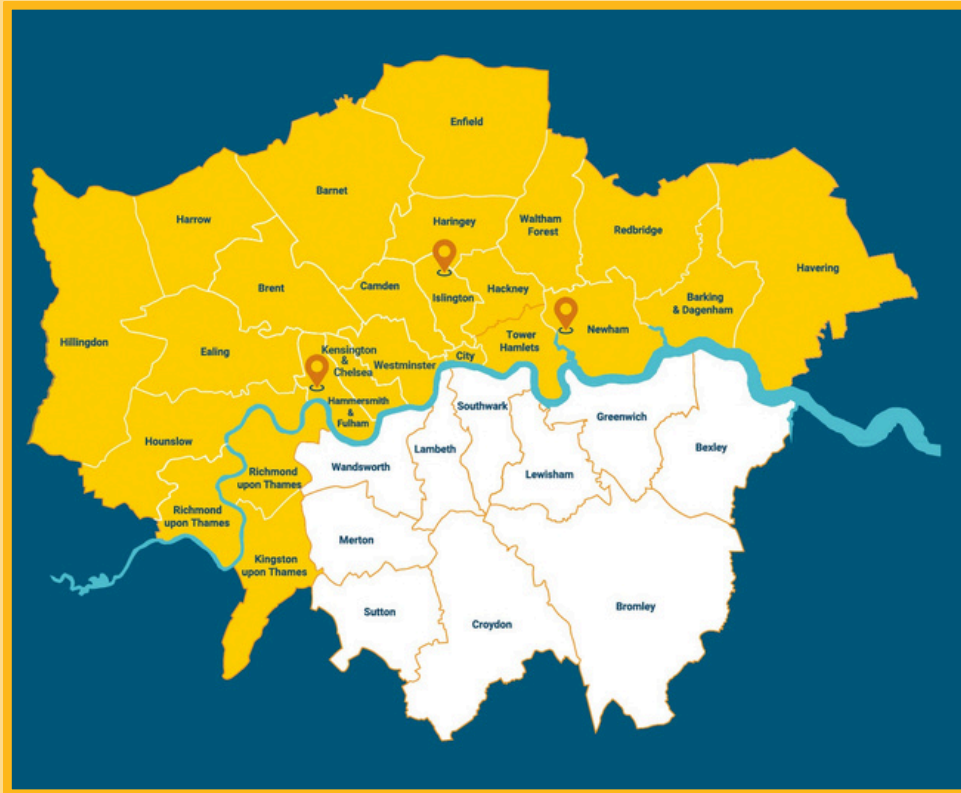 Enfield
Barnet
Harrow
Haringey
Waltham
Forest
Redbridge
Havering
Brent
Camden
Islington
Hackney
Barking
& Dagenham
Hillingdon
Ealing
Kensington
&
Chelsea
Westminster
City
Tower
Hamlets
Newham
Hammersmith
&
Fulham
Southwark
Greenwich
Hounslow
Lambeth
Bexley
Wandsworth
Lewisham
Richmond
upon Thames
Richmond
upon Thames
Merton
Kingston
upon Thames
Sutton
Croydon
Bromley